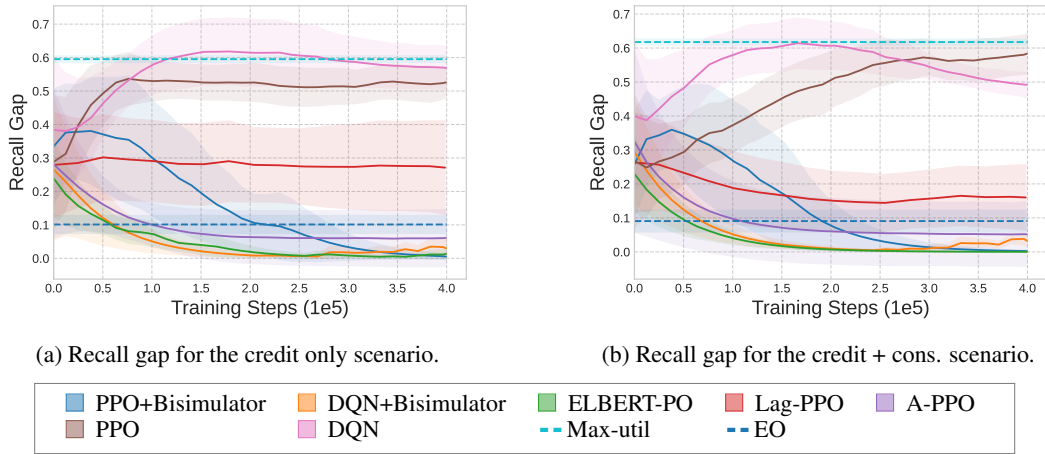 0.7
0.6
0.5
0.4
0.3
0.2
0.1
0.0
Recall Gap
0.0 0.5 1.0 1.5 2.0 2.5 3.0 3.5 4.0
Training Steps (1e5)
(a) Recall gap for the credit only scenario.
0.7
0.6
0.5
0.4
0.3
0.2
0.1
0.0
Recall Gap
0.0 0.5 1.0 1.5 2.0 2.5 3.0 3.5 4.0
Training Steps (1e5)
(b) Recall gap for the credit + cons. scenario.
PPO+Bisimulator DQN+Bisimulator ELBERT-PO Lag-PPO A-PPO
PPO DQN Max-util EO